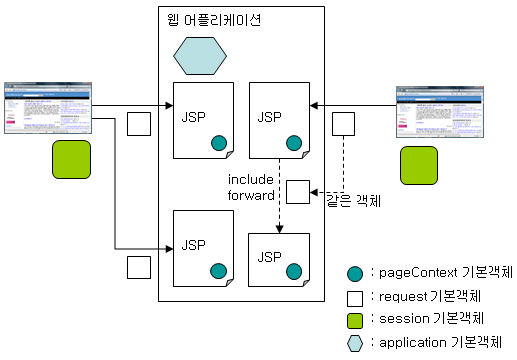 웹 어플리케이션
JSP
JSP
include
forward
같은 객체
JSP
JSP
: pageContext 기본객체
: request 기본객체
: session 기본객체
: application 기본객체